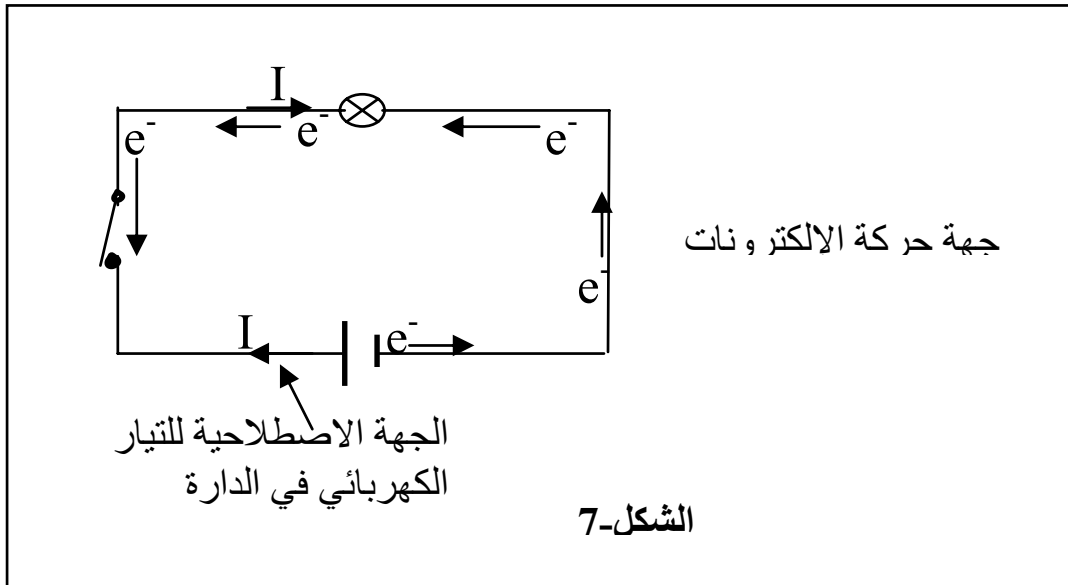 I
e⁻ e⁻ e⁻
جهة حركة الالكترونات
e⁻
I e⁻
الجهة الاصطلاحية للتيار
الكهربائي في الدارة
الشكل-7